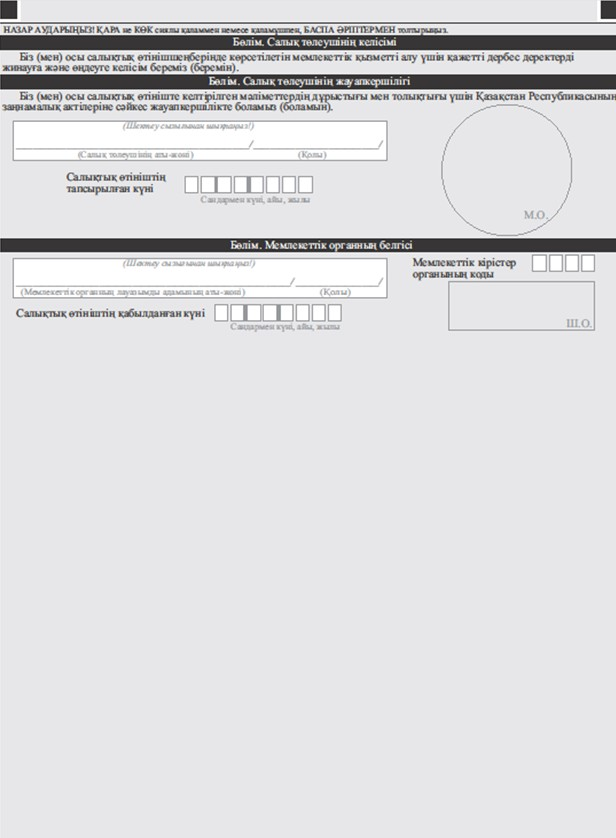 НАЗАР АУДАРЫҢЫЗ! ҚАРА не КӨК сиялы қаламмен немесе қаламұшпен, БАСПА ӘРІПТЕРМЕН толтырыңыз.
Бөлім. Салық төлеушінің келісімі
Біз (мен) осы салықтық өтінішшеңберінде көрсетілетін мемлекеттік қызметті алу үшін қажетті дербес деректерді
жинауға және өңдеуге келісім береміз (беремін).
Бөлім. Салық төлеушінің жауапкершілігі
Біз (мен) осы салықтық өтініште келтірілген мәліметтердің дұрыстығы мен толықтығы үшін Қазақстан Республикасының
заңнамалық актілеріне сәйкес жауапкершілікте боламыз (боламын).
(Шектеу сызығынан шықпаңыз!)
/ /
(Салық төлеушінің аты-жөні) (Қолы)
Салықтық өтініштің
тапсырылған күні
Сандармен күні, айы, жылы
М.О.
Бөлім. Мемлекеттік органның белгісі
(Шектеу сызығынан шықпаңыз!)
/ /
(Мемлекеттік органның лауазымды адамының аты-жөні) (Қолы)
Мемлекеттік кірістер
органының коды
Салықтық өтініштің қабылданған күні
Сандармен күні, айы, жылы
Ш.О.